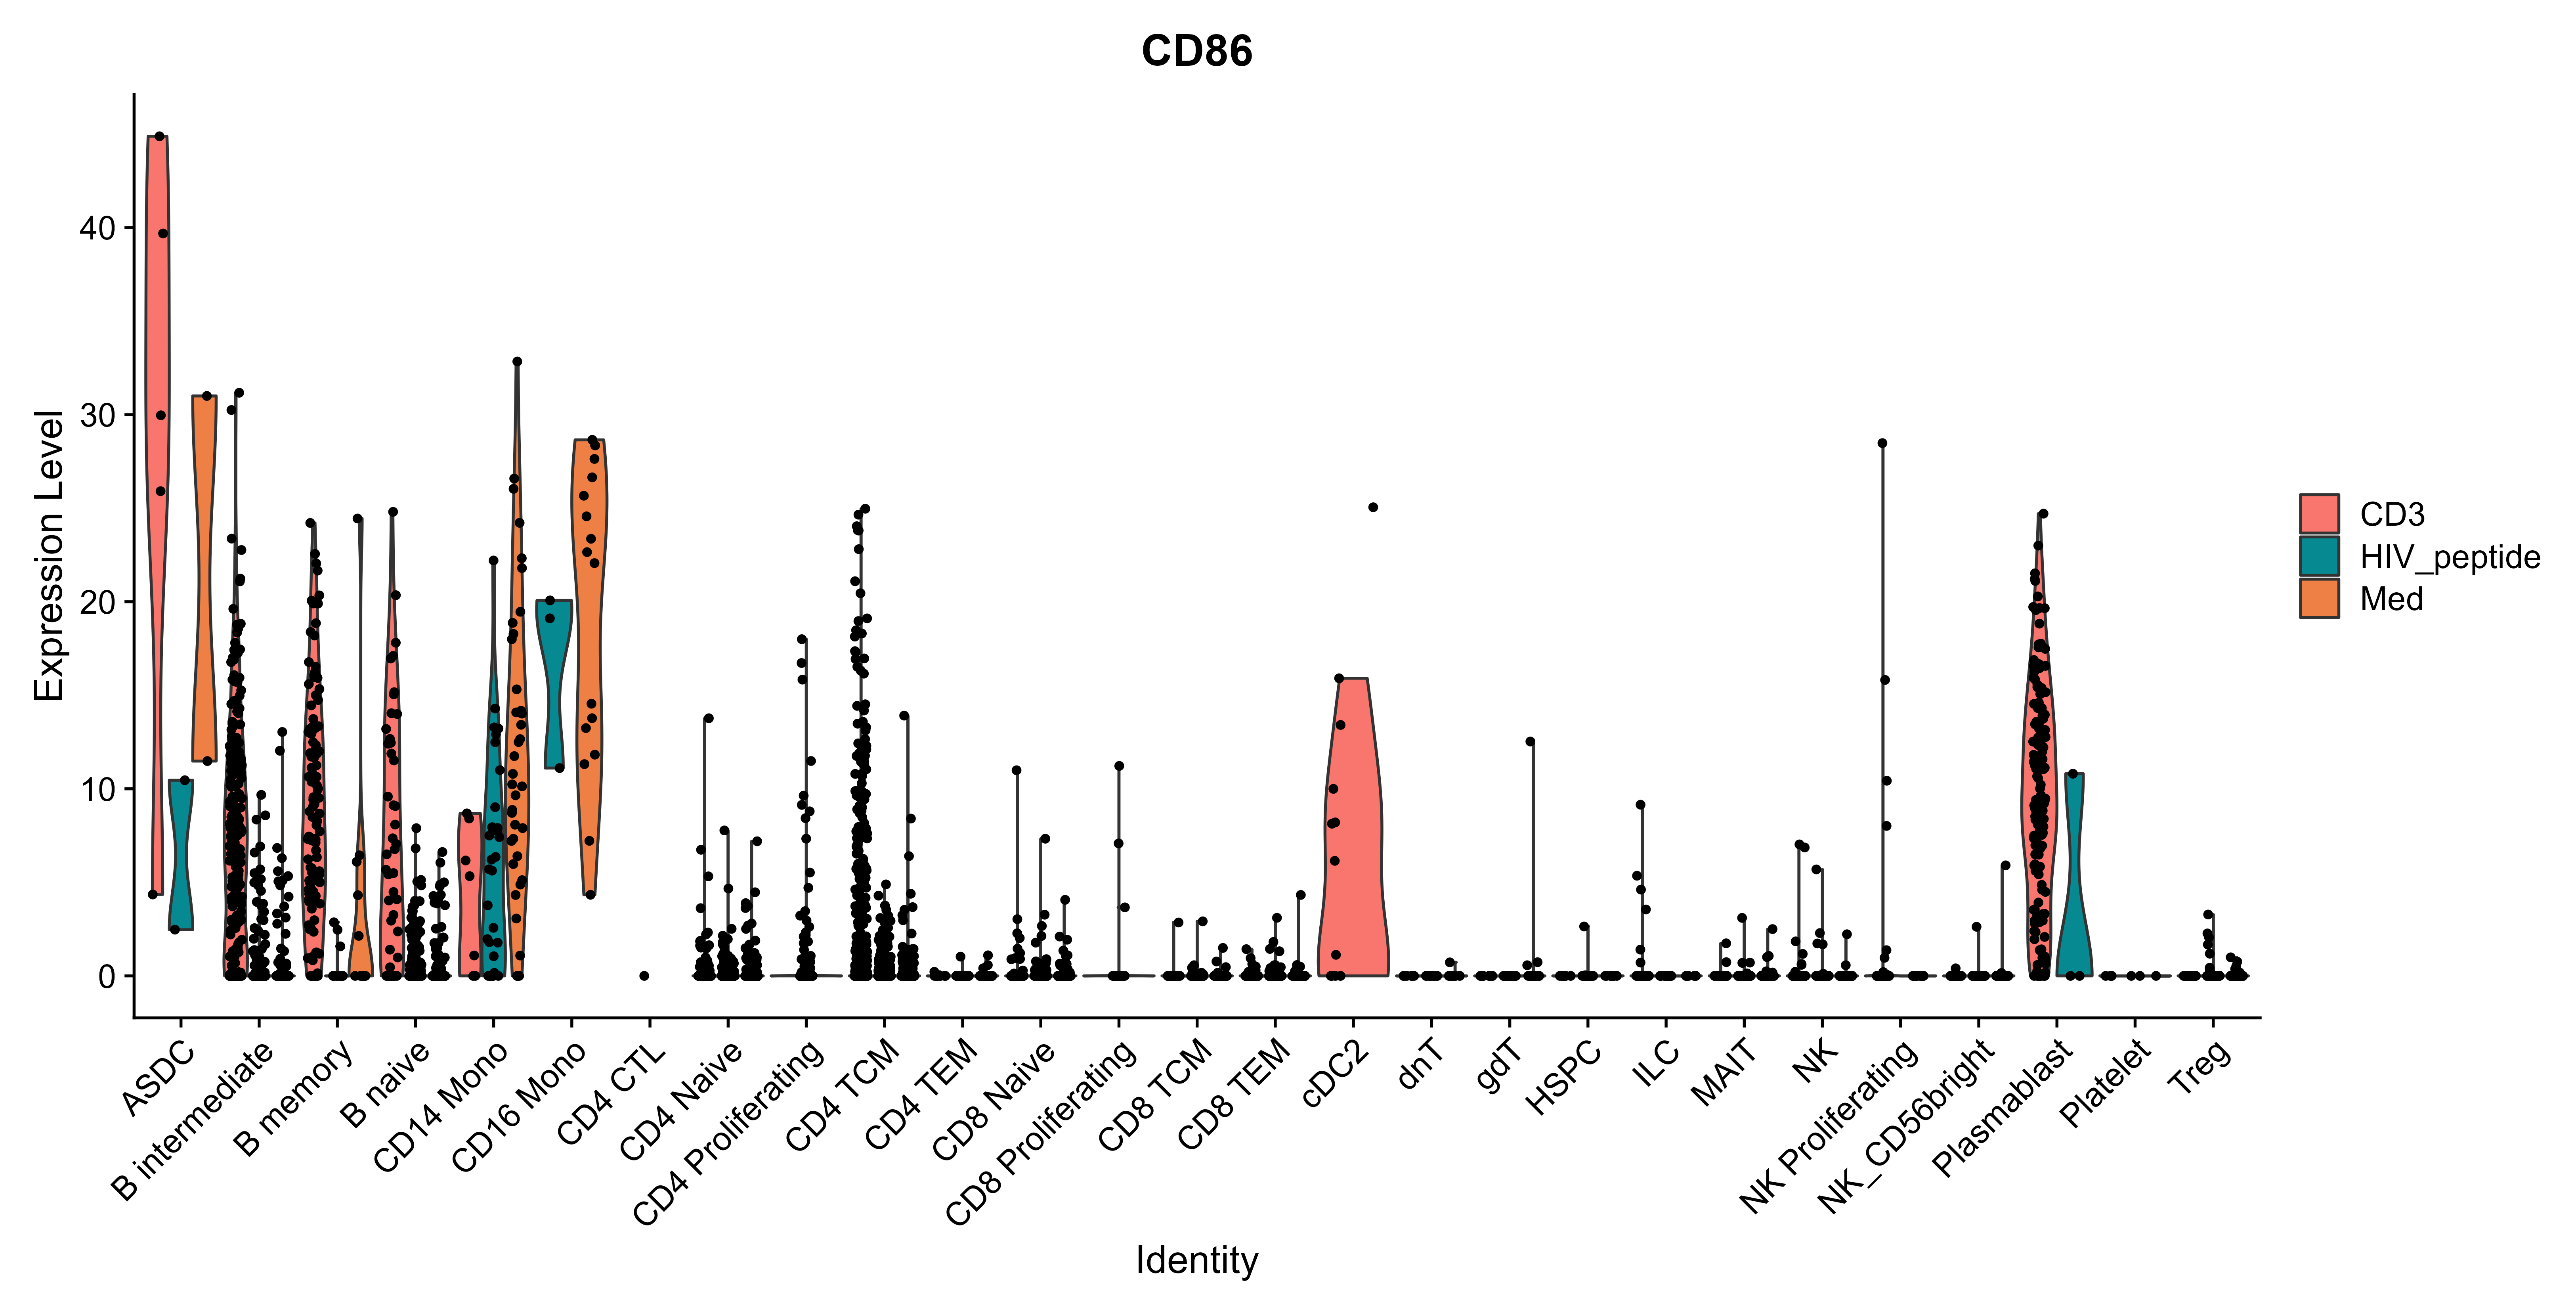 CD86
Expression Level
40
30
20
10
0
ASDC
B intermediate
B memory
B naive
CD14 Mono
CD16 Mono
CD4 CTL
CD4 Naive
CD4 Proliferating
CD4 TCM
CD4 TEM
CD8 Naive
CD8 Proliferating
CD8 TCM
CD8 TEM
cDC2
dnT
gdT
HSPC
ILC
MAIT
NK
NK Proliferating
NK_CD56bright
Plasmablast
Platelet
Treg
Identity
CD3
HIV_peptide
Med